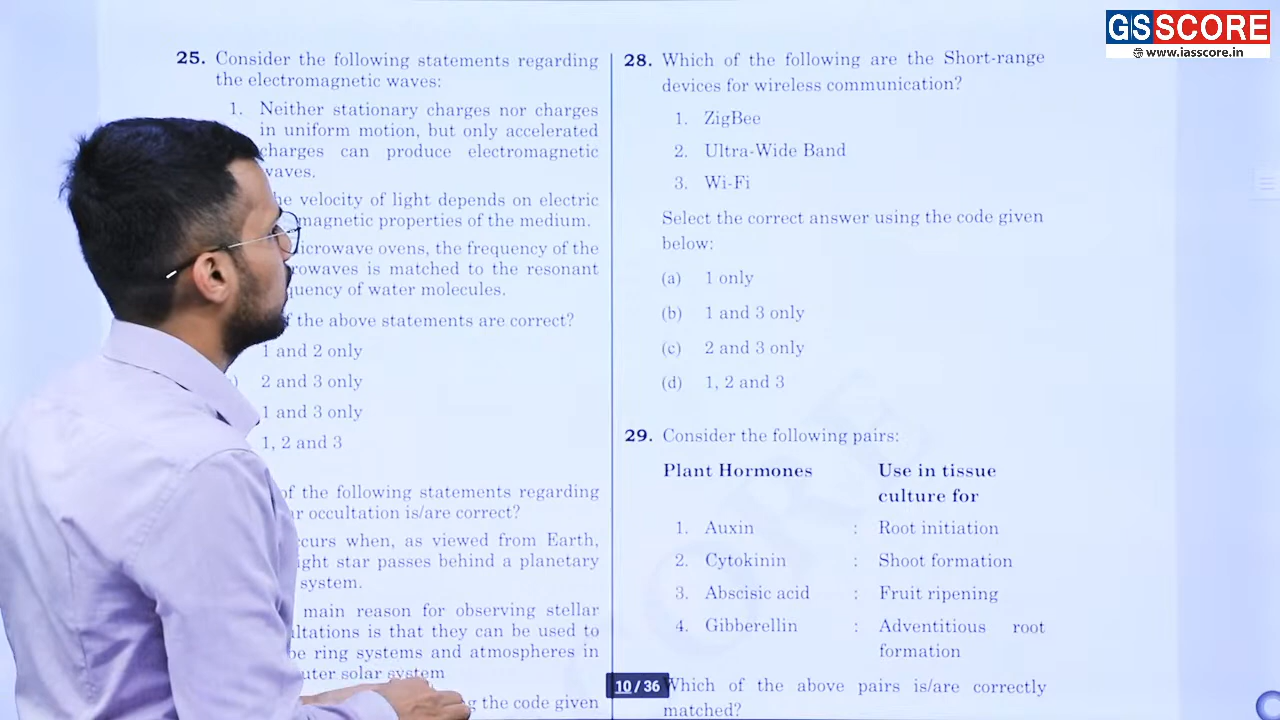 GSSCORE
www.iasscore.in
25. Consider the following statements regarding
the electromagnetic waves:
1. Neither stationary charges nor charges
in uniform motion, but only accelerated
charges can produce electromagnetic
waves.
velocity of light depends on electric
magnetic properties of the medium.
microwave ovens, the frequency of the
is matched to the resonant
of water molecules.
the above statements are correct?
1 and 2 only
2 and 3 only
1 and 3 only
1, 2 and 3
of the following statements regarding
occultation is/are correct?
when, as viewed from Earth,
star passes behind a planetary
system.
main reason for observing stellar
is that they can be used to
ring systems and atmospheres in
solar system
the code given
28. Which of the following are the Short-range
devices for wireless communication?
1. ZigBee
2. Ultra-Wide Band
3. Wi-Fi
Select the correct answer using the code given
below:
(a) 1 only
(b) 1 and 3 only
(c) 2 and 3 only
(d) 1, 2 and 3
29. Consider the following pairs:
Plant Hormones Use in tissue
culture for
1. Auxin : Root initiation
2. Cytokinin : Shoot formation
3. Abscisic acid : Fruit ripening
4. Gibberellin : Adventitious root
formation
10 / 36
Which of the above pairs is/are correctly
matched?